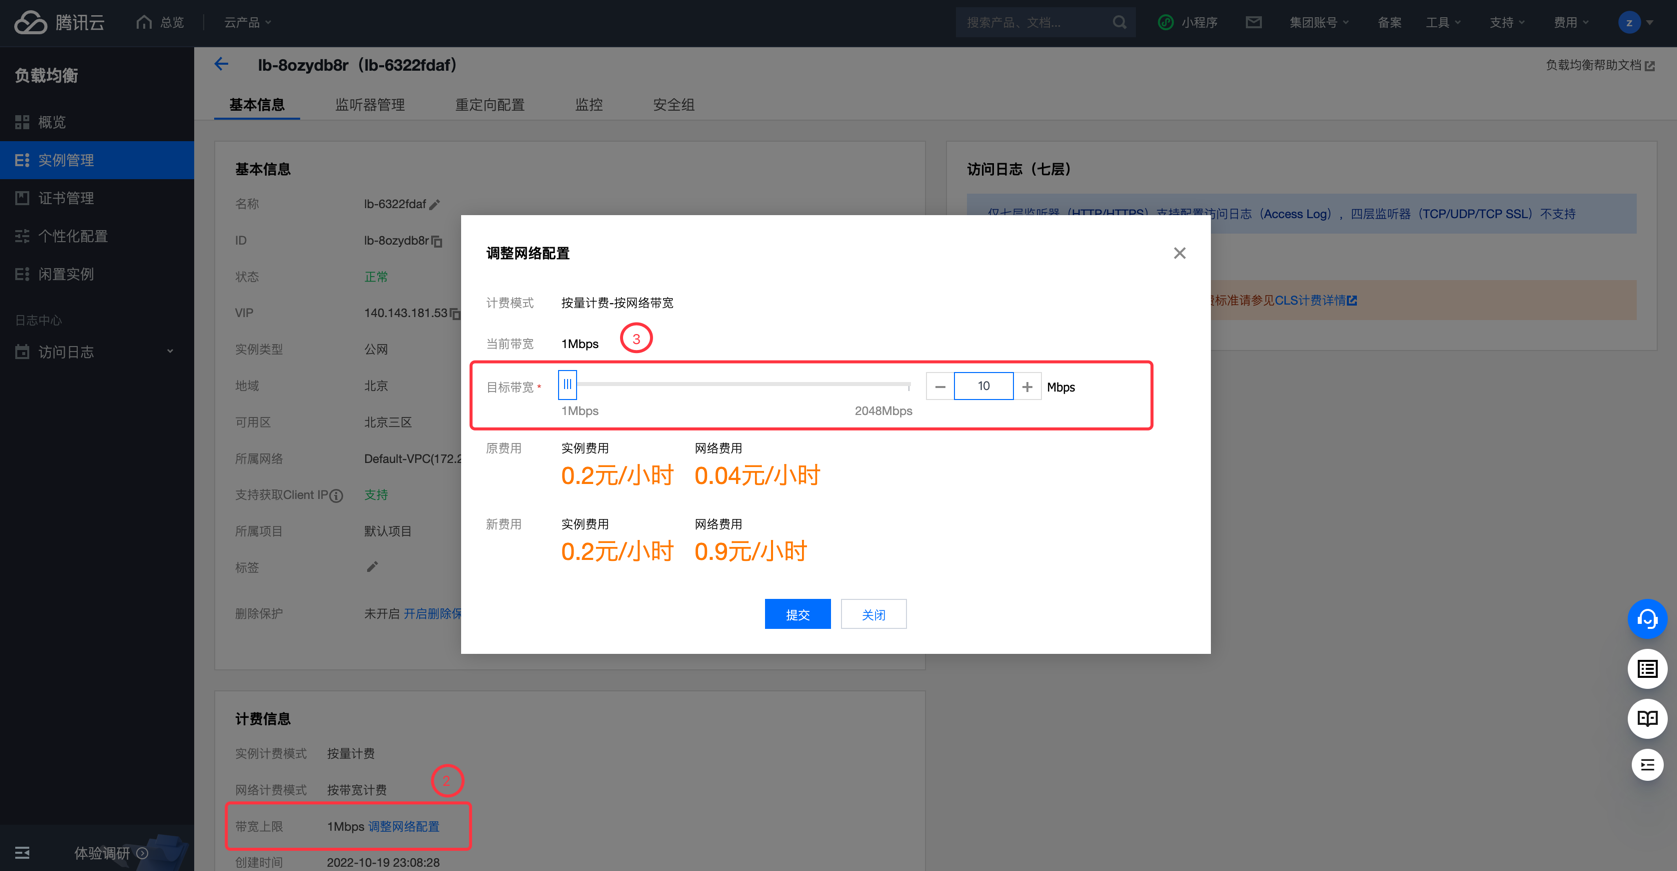 腾讯云
总览
云产品
搜索产品、文档...
小程序
集团账号
备案
工具
支持
费用
z
负载均衡
概览
实例管理
证书管理
个性化配置
闲置实例
日志中心
访问日志
体验调研
lb-8ozydb8r（lb-6322fdaf）
负载均衡帮助文档
基本信息
监听器管理
重定向配置
监控
安全组
基本信息
名称 lb-6322fdaf
ID lb-8ozydb8r
状态 正常
VIP 140.143.181.53
实例类型 公网
地域 北京
可用区 北京三区
所属网络 Default-VPC(172.2
支持获取Client IP 支持
所属项目 默认项目
标签
删除保护 未开启 开启删除保
访问日志（七层）
仅七层监听器（HTTP/HTTPS）支持配置访问日志（Access Log），四层监听器（TCP/UDP/TCP SSL）不支持
标准请参见CLS计费详情
调整网络配置
计费模式 按量计费-按网络带宽
当前带宽 1Mbps
3
目标带宽 *
10 Mbps
1Mbps 2048Mbps
原费用 实例费用 网络费用
0.2元/小时 0.04元/小时
新费用 实例费用 网络费用
0.2元/小时 0.9元/小时
提交 关闭
计费信息
实例计费模式 按量计费
网络计费模式 按带宽计费
2
带宽上限 1Mbps 调整网络配置
创建时间 2022-10-19 23:08:28